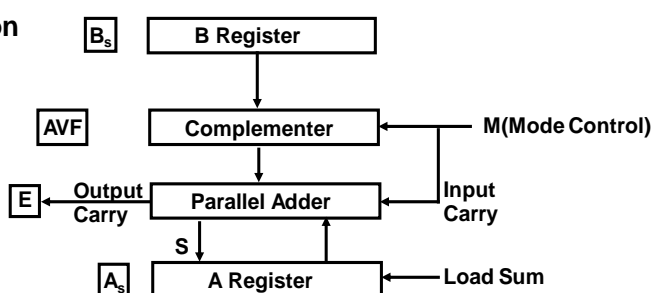 on
Bs
B Register
AVF
Complementer
M(Mode Control)
E
Output
Carry
Parallel Adder
Input
Carry
S
As
A Register
Load Sum